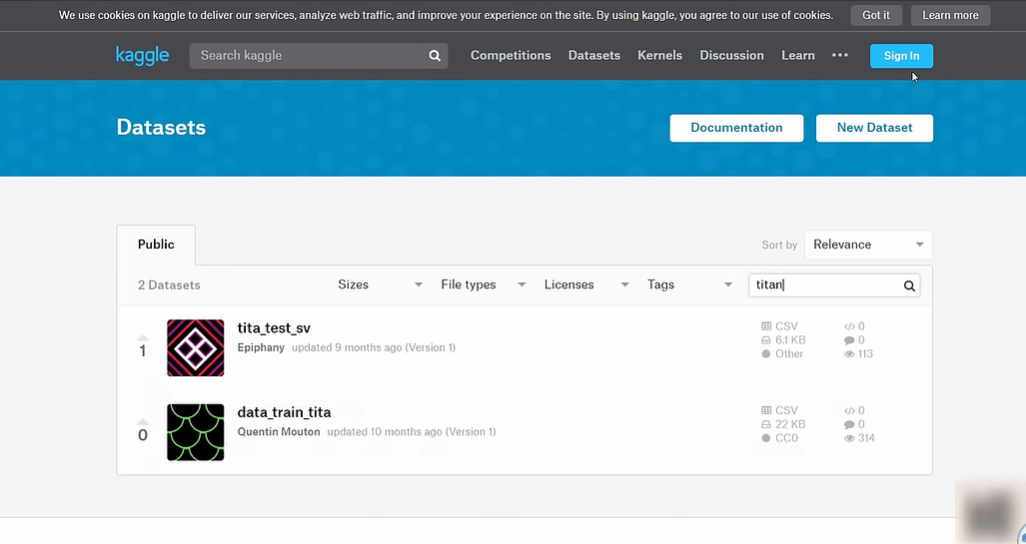 We use cookies on kaggle to deliver our services, analyze web traffic, and improve your experience on the site. By using kaggle, you agree to our use of cookies. Got it Learn more
kaggle Search kaggle Competitions Datasets Kernels Discussion Learn ••• Sign In
Datasets Documentation New Dataset
Public Sort by Relevance
2 Datasets Sizes File types Licenses Tags titan
tita_test_sv CSV </> 0
1 Epiphany updated 9 months ago (Version 1) 6.1 KB 0
Other 113
data_train_tita CSV </> 0
0 Quentin Mouton updated 10 months ago (Version 1) 22 KB 0
CC0 314